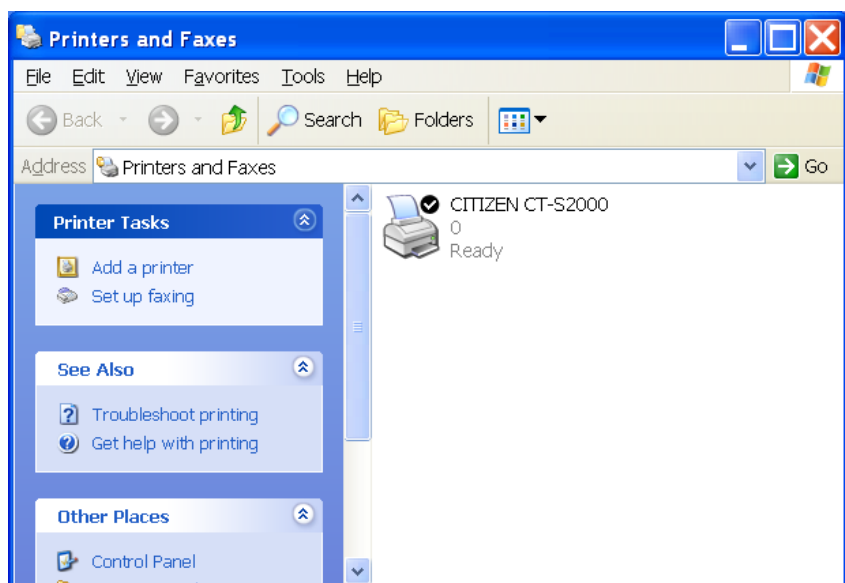 Printers and Faxes
File Edit View Favorites Tools Help
Back Search Folders
Address Printers and Faxes Go
Printer Tasks
Add a printer
Set up faxing
See Also
Troubleshoot printing
Get help with printing
Other Places
Control Panel
CITIZEN CT-S2000
0
Ready